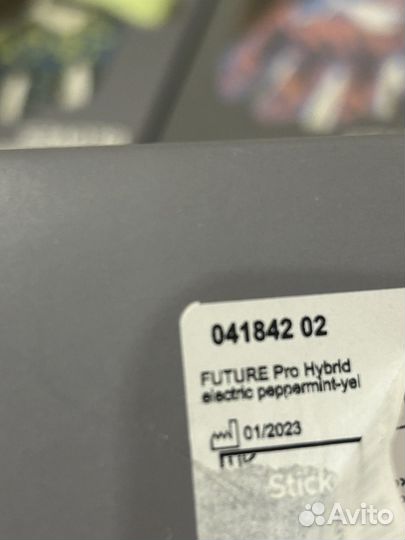 041842 02
FUTURE Pro Hybrid
electric peppermint-yel
01/2023
Stick
Avito